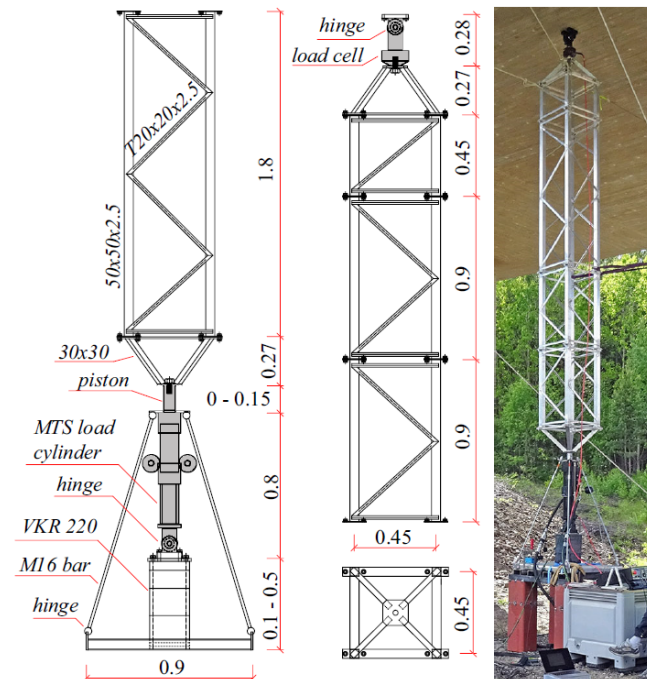 T20x20x2.5
50x50x2.5
1.8
30x30
0.27
piston
0 - 0.15
MTS load
cylinder
0.8
hinge
VKR 220
M16 bar
0.1 - 0.5
hinge
0.9
hinge
0.28
load cell
0.27
0.45
0.9
0.9
0.45
0.45